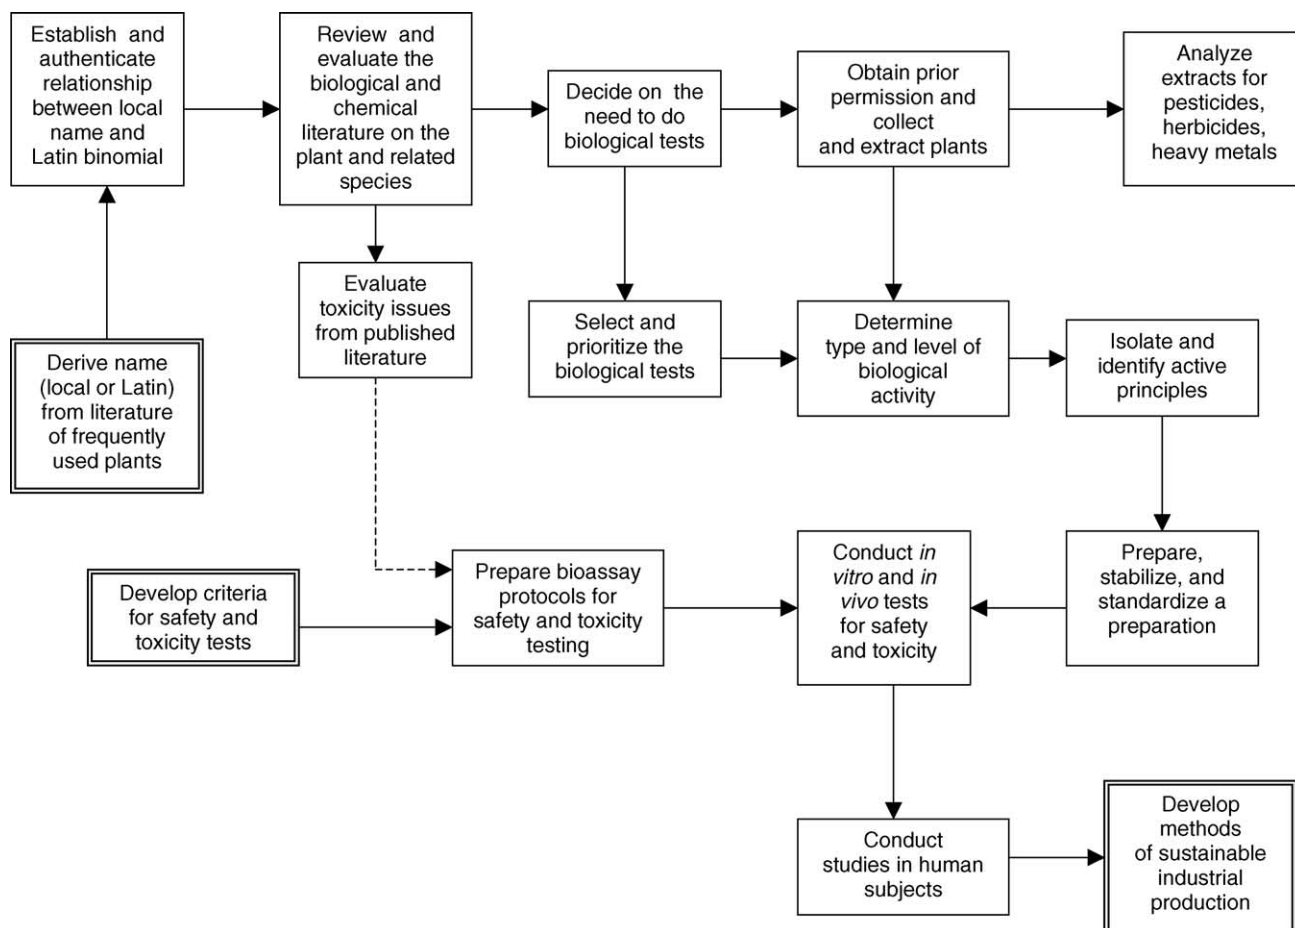 Establish and
authenticate
relationship
between local
name and
Latin binomial
Review and
evaluate the
biological and
chemical
literature on the
plant and related
species
Decide on the
need to do
biological tests
Obtain prior
permission and
collect
and extract plants
Analyze
extracts for
pesticides,
herbicides,
heavy metals
Derive name
(local or Latin)
from literature
of frequently
used plants
Evaluate
toxicity issues
from published
literature
Select and
prioritize the
biological tests
Determine
type and level of
biological
activity
Isolate and
identify active
principles
Develop criteria
for safety and
toxicity tests
Prepare bioassay
protocols for
safety and toxicity
testing
Conduct in
vitro and in
vivo tests
for safety
and toxicity
Prepare,
stabilize, and
standardize a
preparation
Conduct
studies in human
subjects
Develop
methods
of sustainable
industrial
production